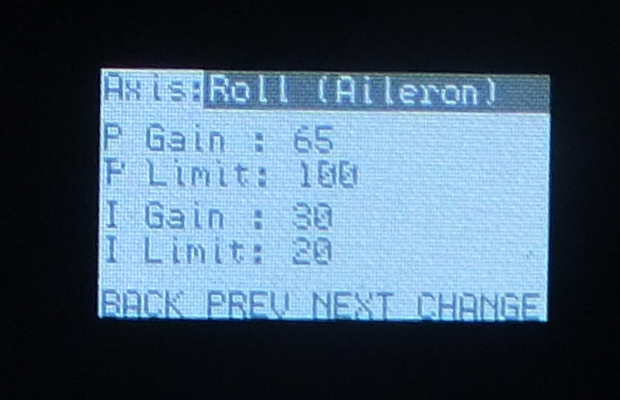 Axis:Roll (Aileron)
P Gain : 65
P Limit: 100
I Gain : 30
I Limit: 20
BACK PREV NEXT CHANGE